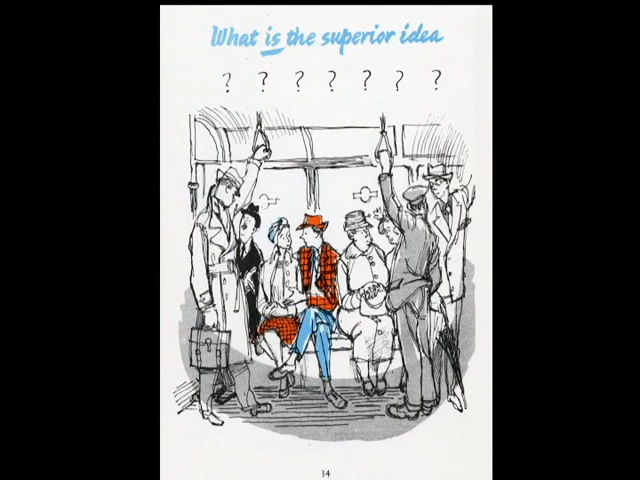 What is the superior idea
? ? ? ? ? ? ?
34